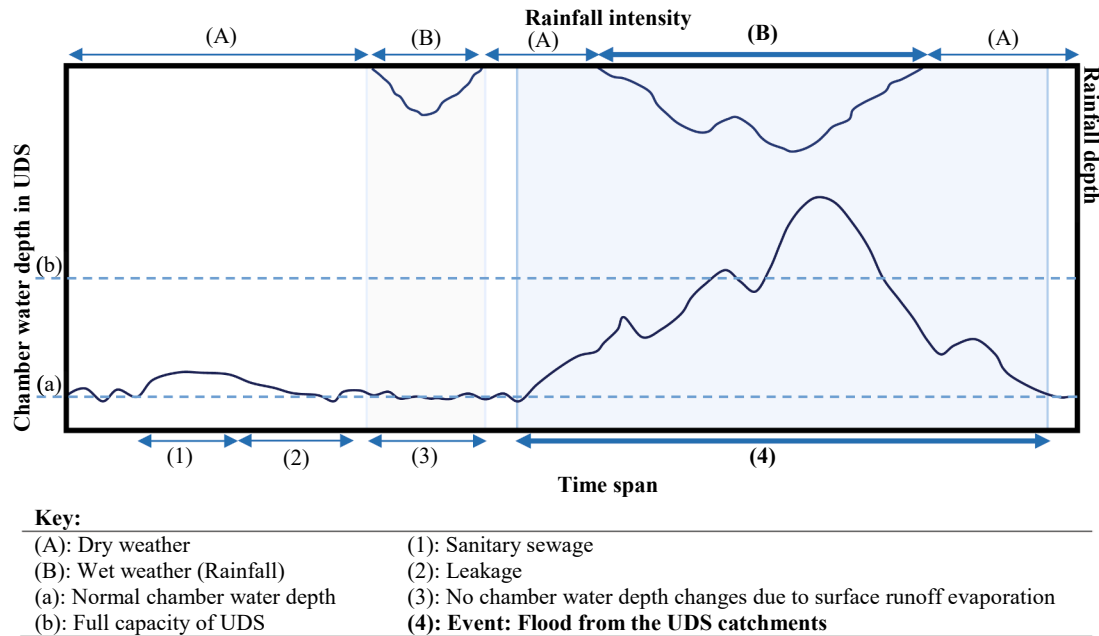 Rainfall intensity
(A) (B) (A) (B) (A)
Chamber water depth in UDS
Rainfall depth
(b)
(a)
(1) (2) (3) (4)
Time span
Key:
(A): Dry weather (1): Sanitary sewage
(B): Wet weather (Rainfall) (2): Leakage
(a): Normal chamber water depth (3): No chamber water depth changes due to surface runoff evaporation
(b): Full capacity of UDS (4): Event: Flood from the UDS catchments